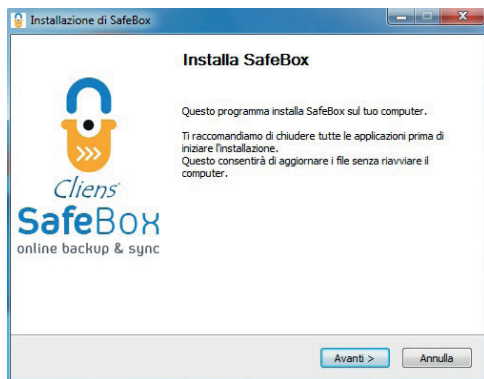 Installazione di SafeBox
Installa SafeBox
Questo programma installa SafeBox sul tuo computer.
Ti raccomandiamo di chiudere tutte le applicazioni prima di
iniziare l'installazione.
Questo consentirà di aggiornare i file senza riavviare il
computer.
Cliens
SafeBox
online backup & sync
Avanti >
Annulla